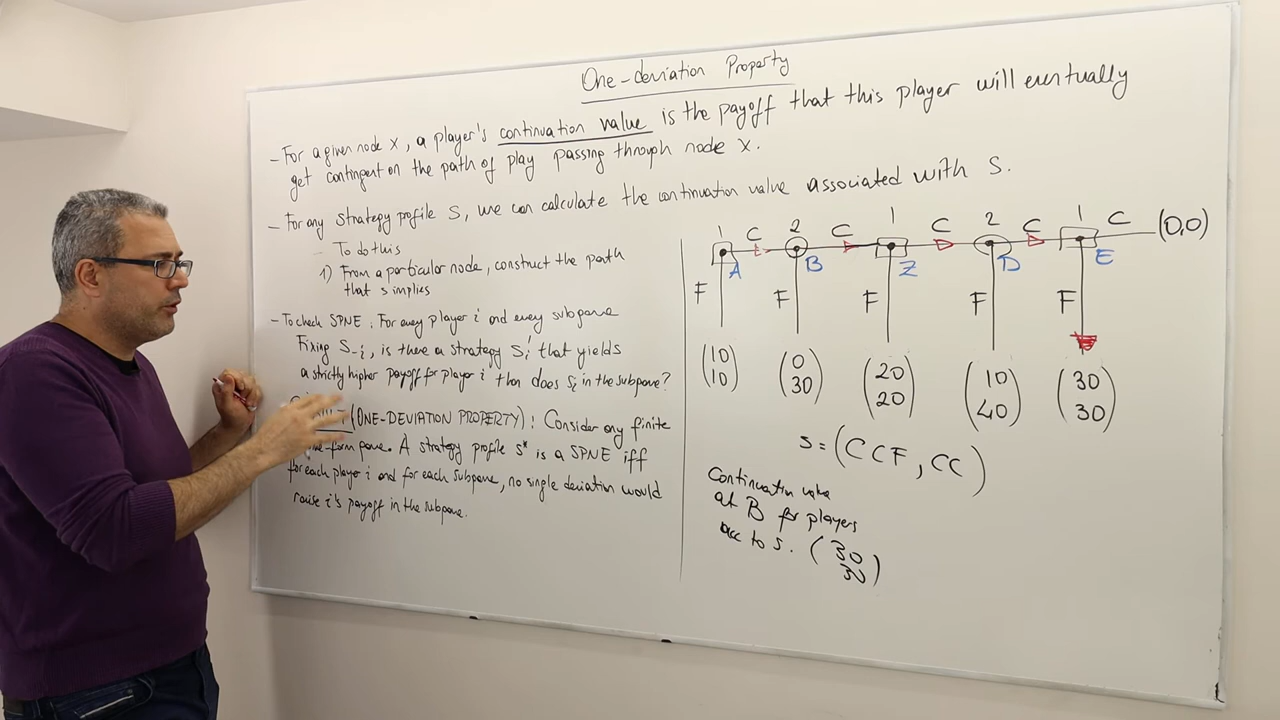 One-deviation Property
- For a given node x, a player's continuation value is the payoff that this player will eventually
get contingent on the path of play passing through node x.
- For any strategy profile S, we can calculate the continuation value associated with S.
To do this
1) From a particular node, construct the path
that s implies
- To check SPNE: For every player i and every subgame
Fixing S-i, is there a strategy Si' that yields
a strictly higher payoff for player i than does Si in the subgame?
(ONE-DEVIATION PROPERTY): Consider any finite
-form game. A strategy profile s* is a SPNE iff
for each player i and for each subgame, no single deviation would
raise i's payoff in the subgame.
1 C 2 C 1 C 2 C 1 C (0,0)
A B Z D E
F F F F F
(10 (0 (20 (10 (30
10) 30) 20) 40) 30)
S = (CCF, CC)
Continuation value
at B for players
acc to s. (30
30)